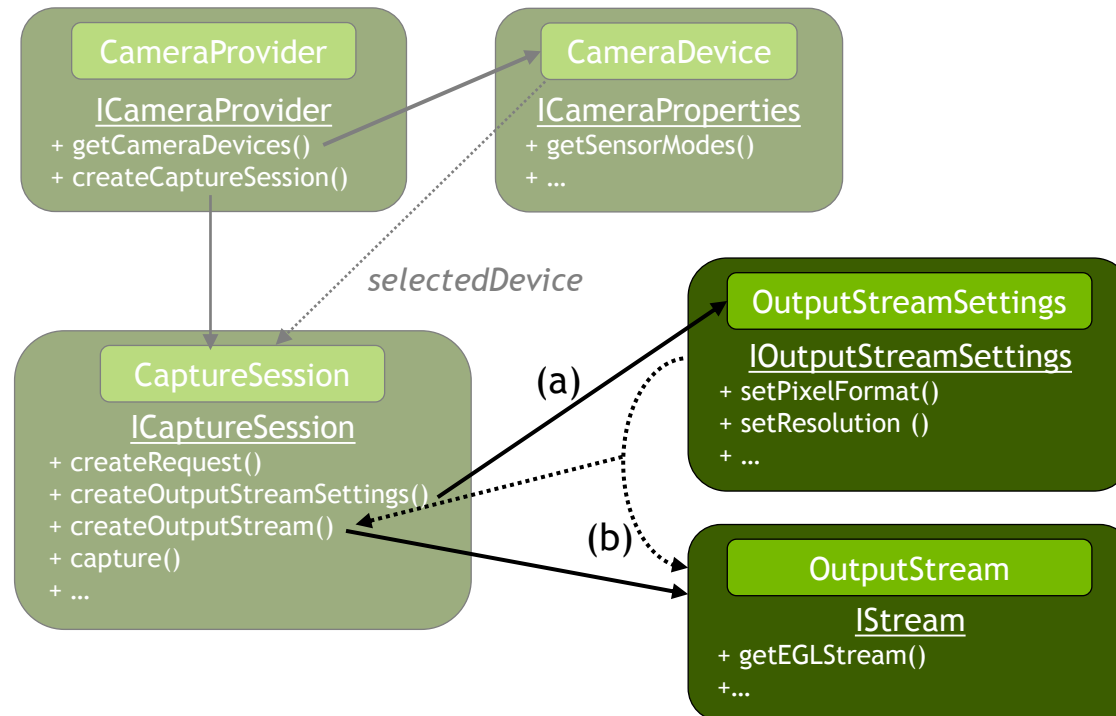 CameraProvider
ICameraProvider
+ getCameraDevices()
+ createCaptureSession()
CameraDevice
ICameraProperties
+ getSensorModes()
+ ...
selectedDevice
CaptureSession
ICaptureSession
+ createRequest()
+ createOutputStreamSettings()
+ createOutputStream()
+ capture()
+ ...
(a)
OutputStreamSettings
IOutputStreamSettings
+ setPixelFormat()
+ setResolution ()
+ ...
(b)
OutputStream
IStream
+ getEGLStream()
+...